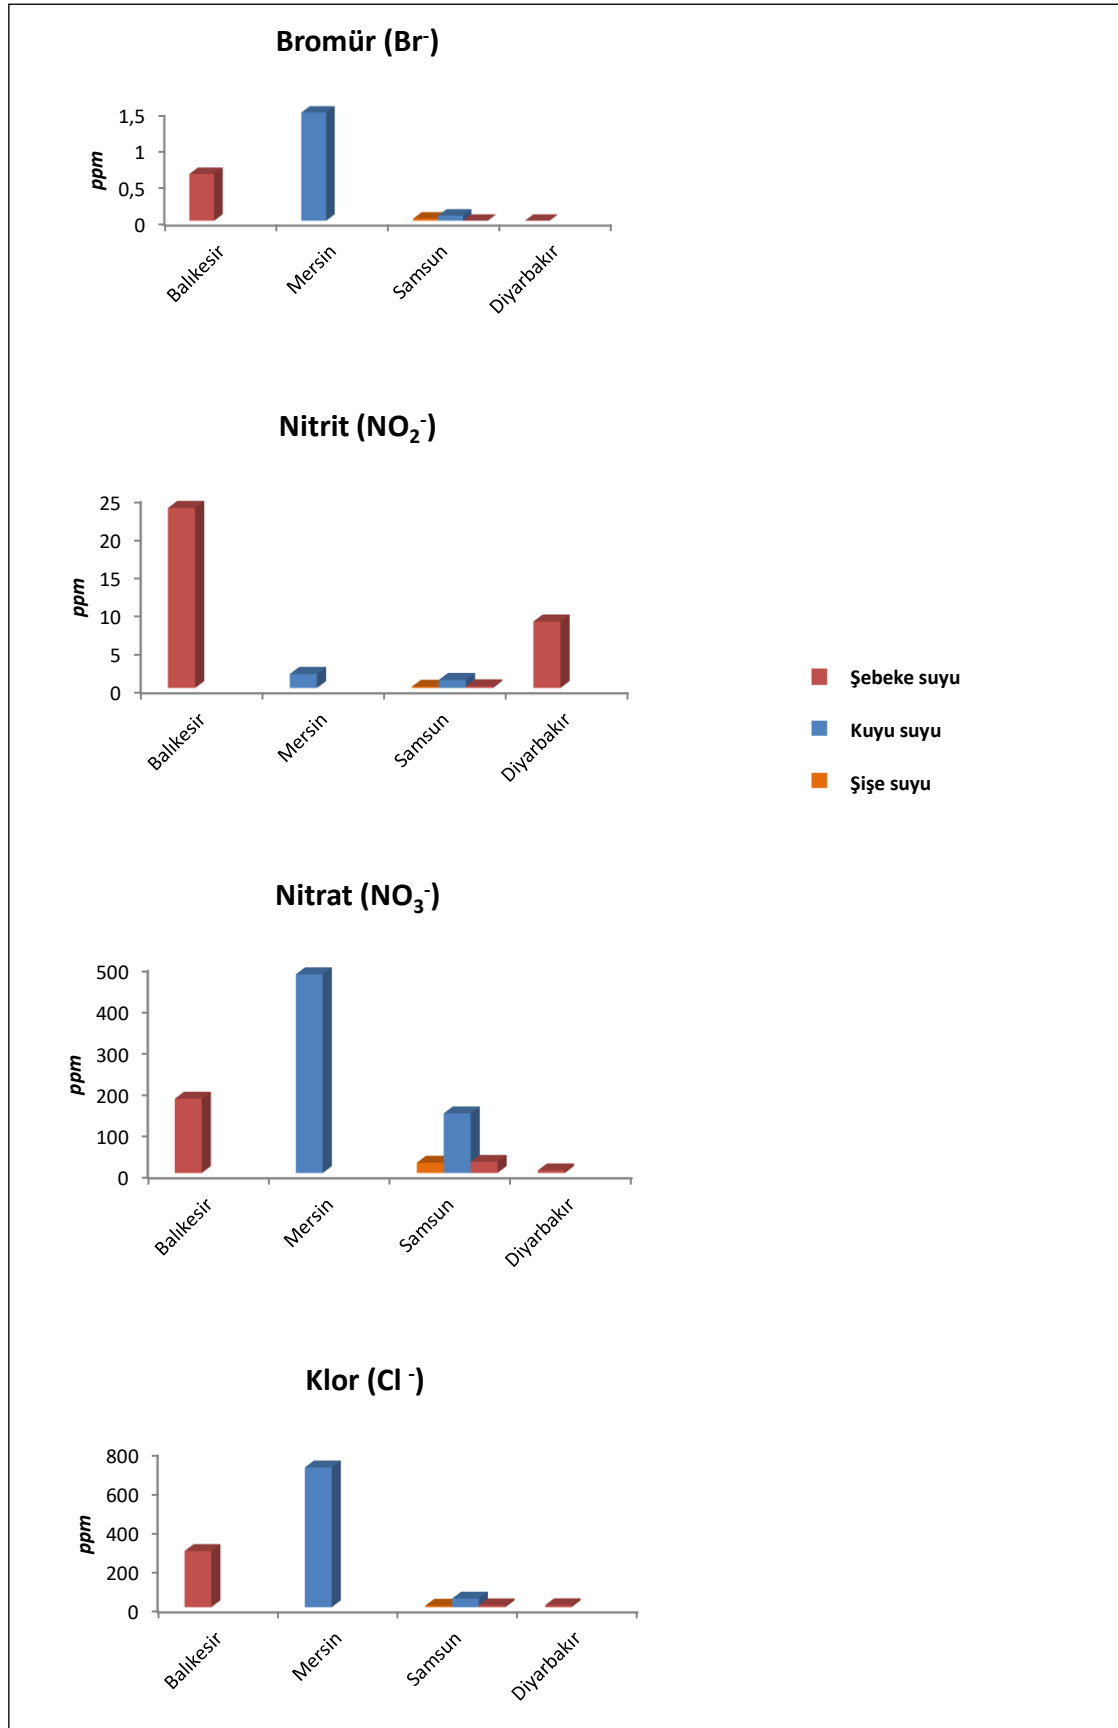 Bromür (Br⁻)
1,5
1
0,5
0
ppm
Balıkesir
Mersin
Samsun
Diyarbakır
Nitrit (NO₂⁻)
25
20
15
10
5
0
ppm
Balıkesir
Mersin
Samsun
Diyarbakır
Şebeke suyu
Kuyu suyu
Şişe suyu
Nitrat (NO₃⁻)
500
400
300
200
100
0
ppm
Balıkesir
Mersin
Samsun
Diyarbakır
Klor (Cl ⁻)
800
600
400
200
0
ppm
Balıkesir
Mersin
Samsun
Diyarbakır